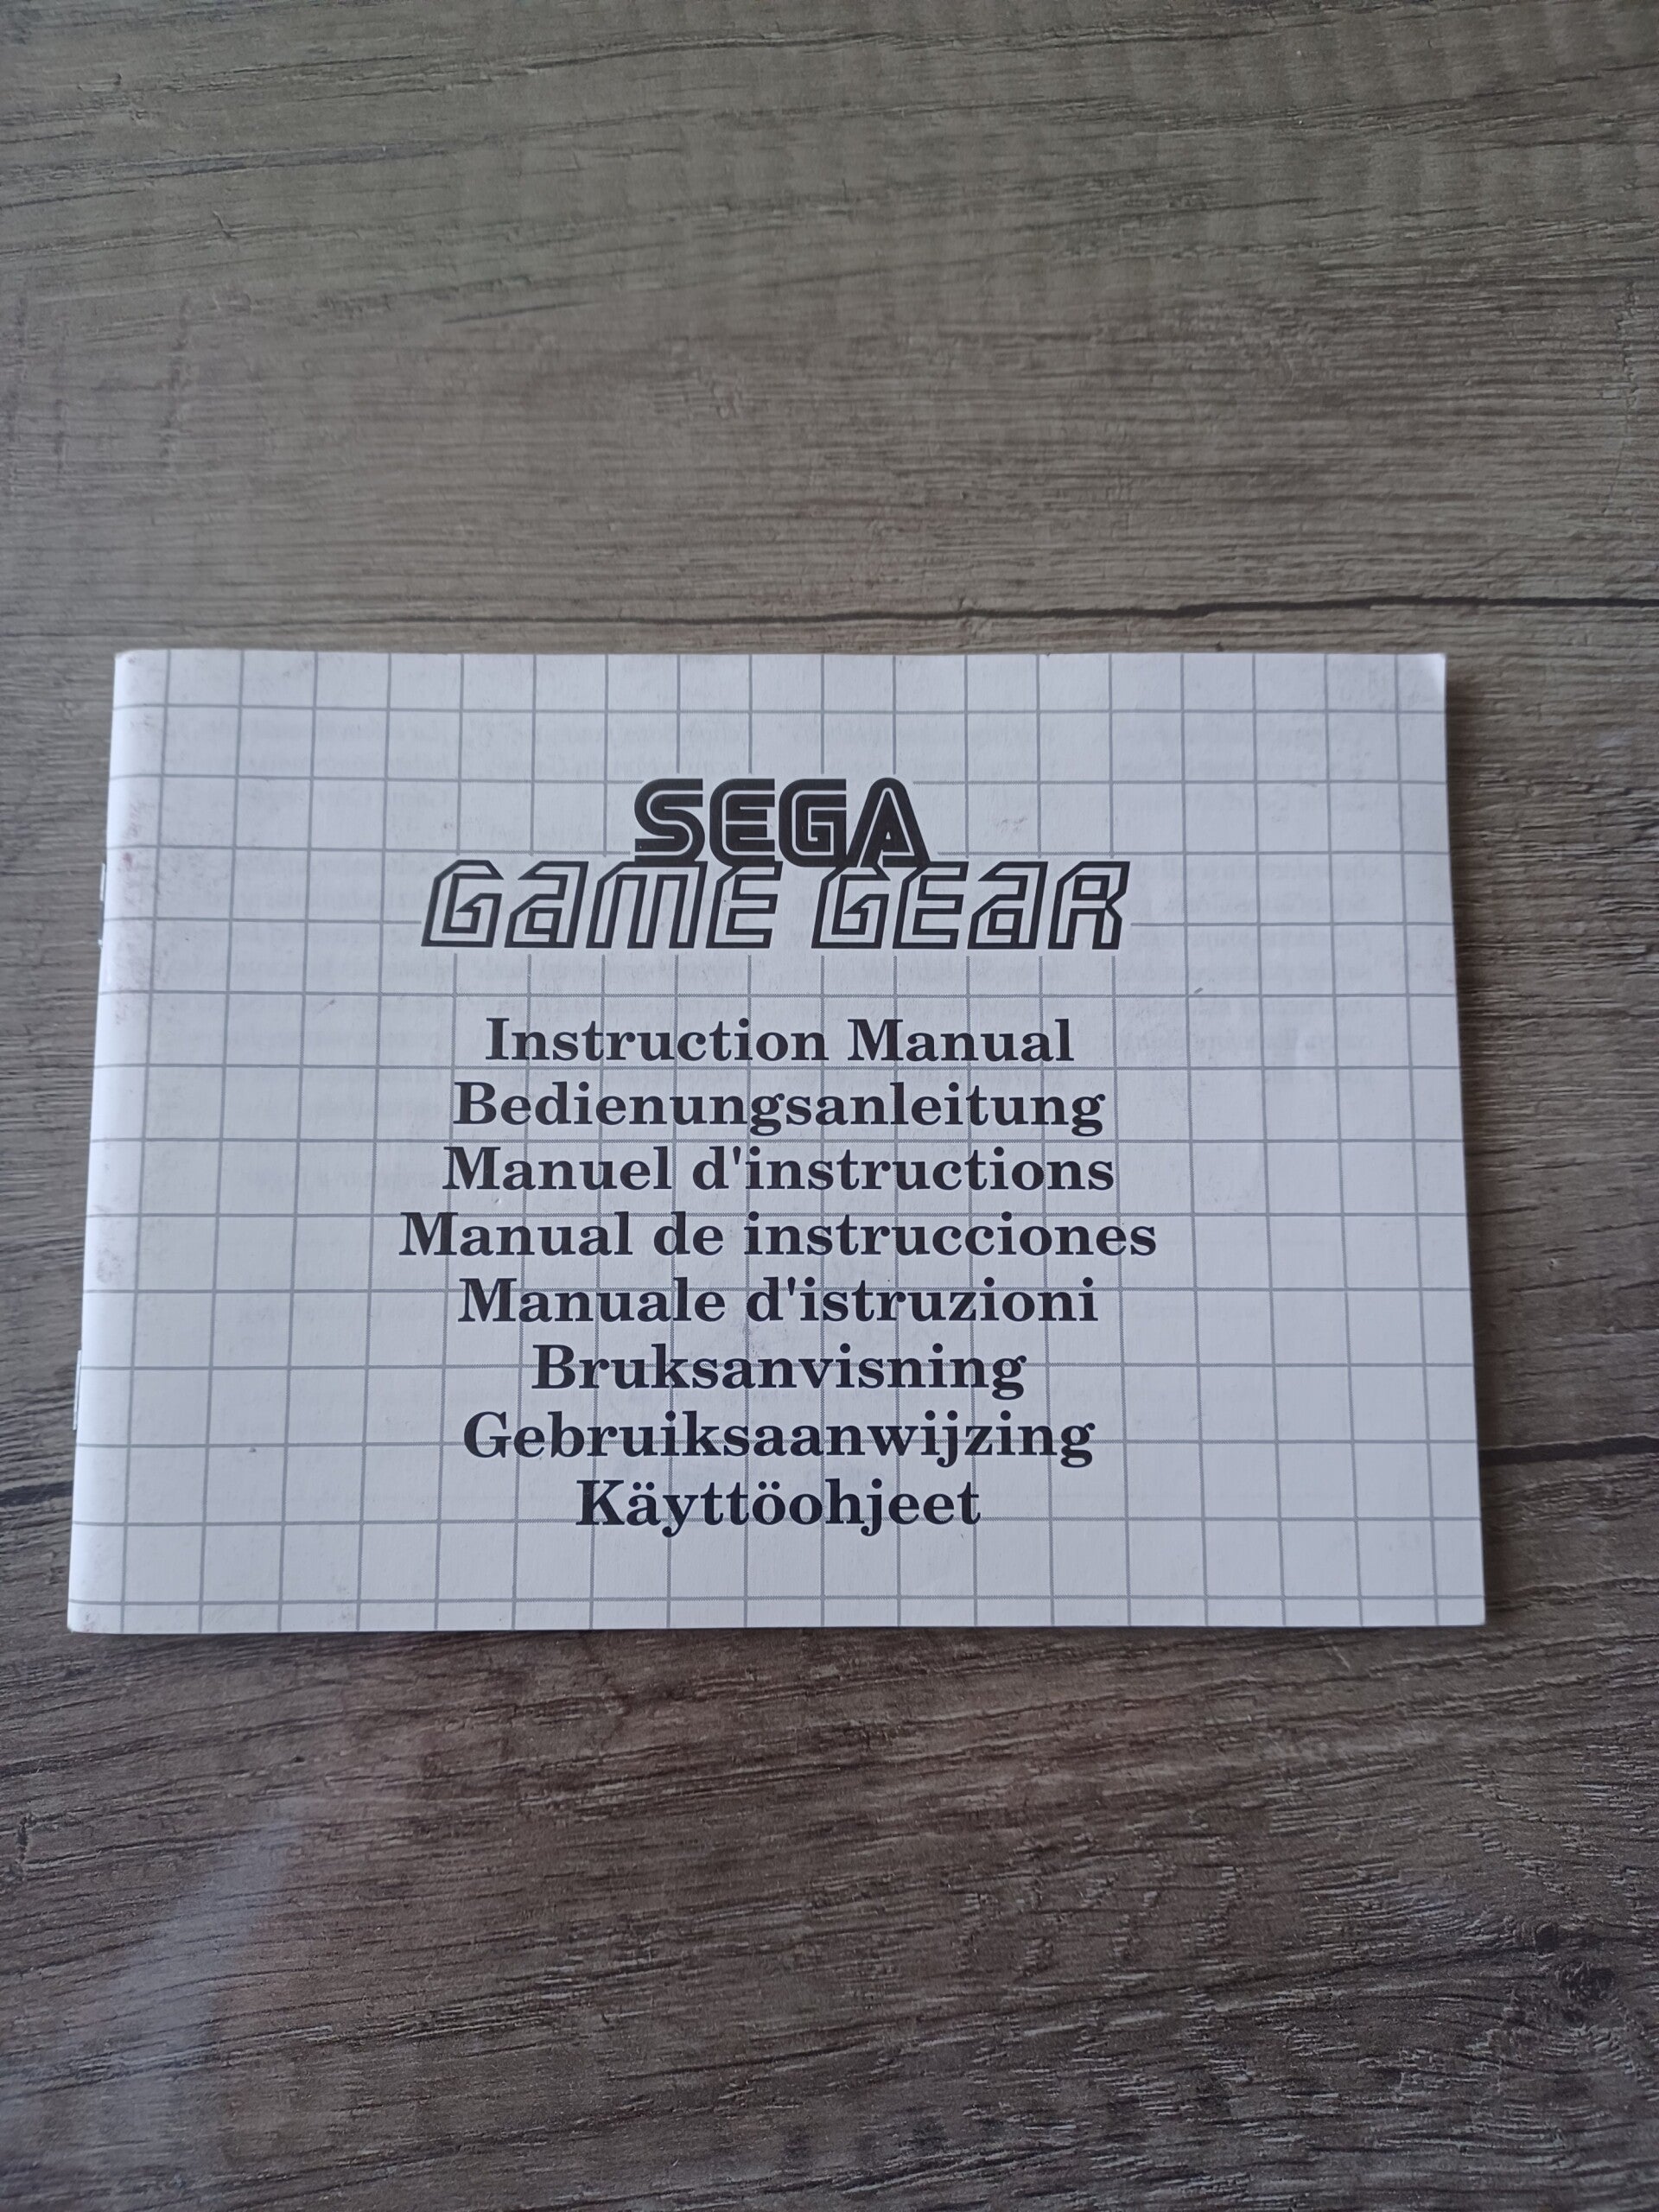 SEGA
GAME GEAR
Instruction Manual
Bedienungsanleitung
Manuel d'instructions
Manual de instrucciones
Manuale d'istruzioni
Bruksanvisning
Gebruiksaanwijzing
Käyttöohjeet